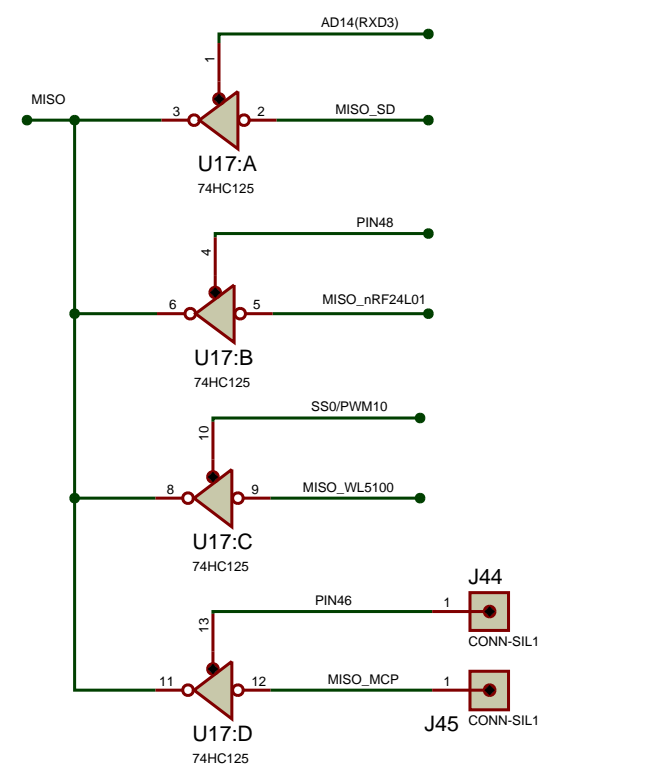 AD14(RXD3)
1
MISO
3
2
MISO_SD
U17:A
74HC125
PIN48
4
6
5
MISO_nRF24L01
U17:B
74HC125
SS0/PWM10
10
8
9
MISO_WL5100
U17:C
74HC125
J44
PIN46
1
13
CONN-SIL1
11
12
MISO_MCP
1
U17:D
J45
CONN-SIL1
74HC125